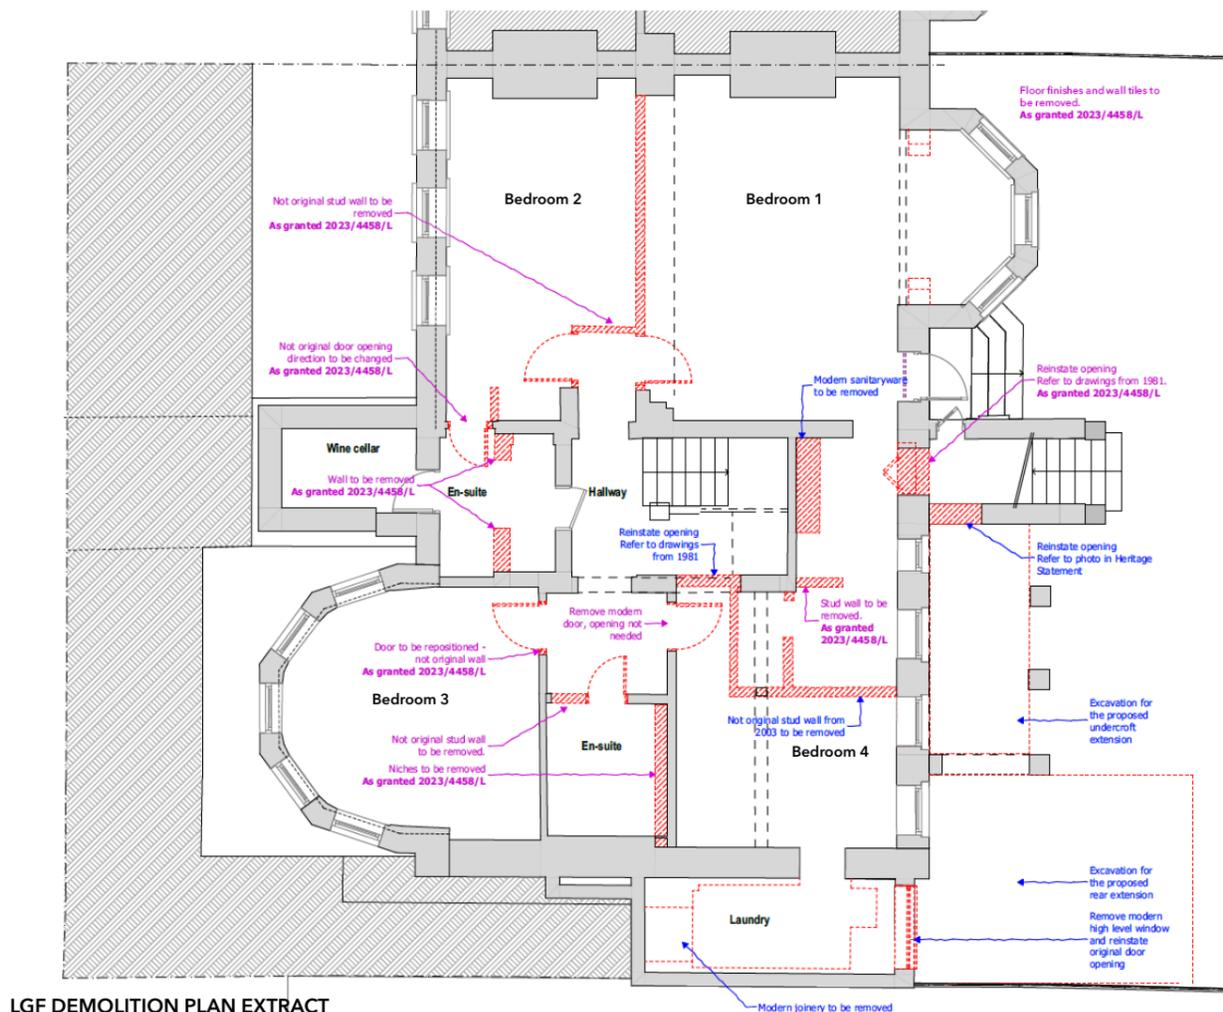 Floor finishes and wall tiles to
be removed.
As granted 2023/4458/L
Bedroom 2
Bedroom 1
Not original stud wall to be
removed
As granted 2023/4458/L
Not original door opening
direction to be changed
As granted 2023/4458/L
Modern sanitaryware
to be removed
Reinstate opening
Refer to drawings from 1981.
As granted 2023/4458/L
Wine cellar
Wall to be removed
As granted 2023/4458/L
En-suite
Hallway
Reinstate opening
Refer to drawings
from 1981
Reinstate opening
Refer to photo in Heritage
Statement
Remove modern
door, opening not
needed
Stud wall to be
removed.
As granted
2023/4458/L
Door to be repositioned -
not original wall
As granted 2023/4458/L
Bedroom 3
Not original stud wall from
2003 to be removed
Excavation for
the proposed
undercroft
extension
Not original stud wall
to be removed.
En-suite
Bedroom 4
Niches to be removed
As granted 2023/4458/L
Excavation for
the proposed
rear extension
Laundry
Remove modern
high level window
and reinstate
original door
opening
Modern joinery to be removed
LGF DEMOLITION PLAN EXTRACT